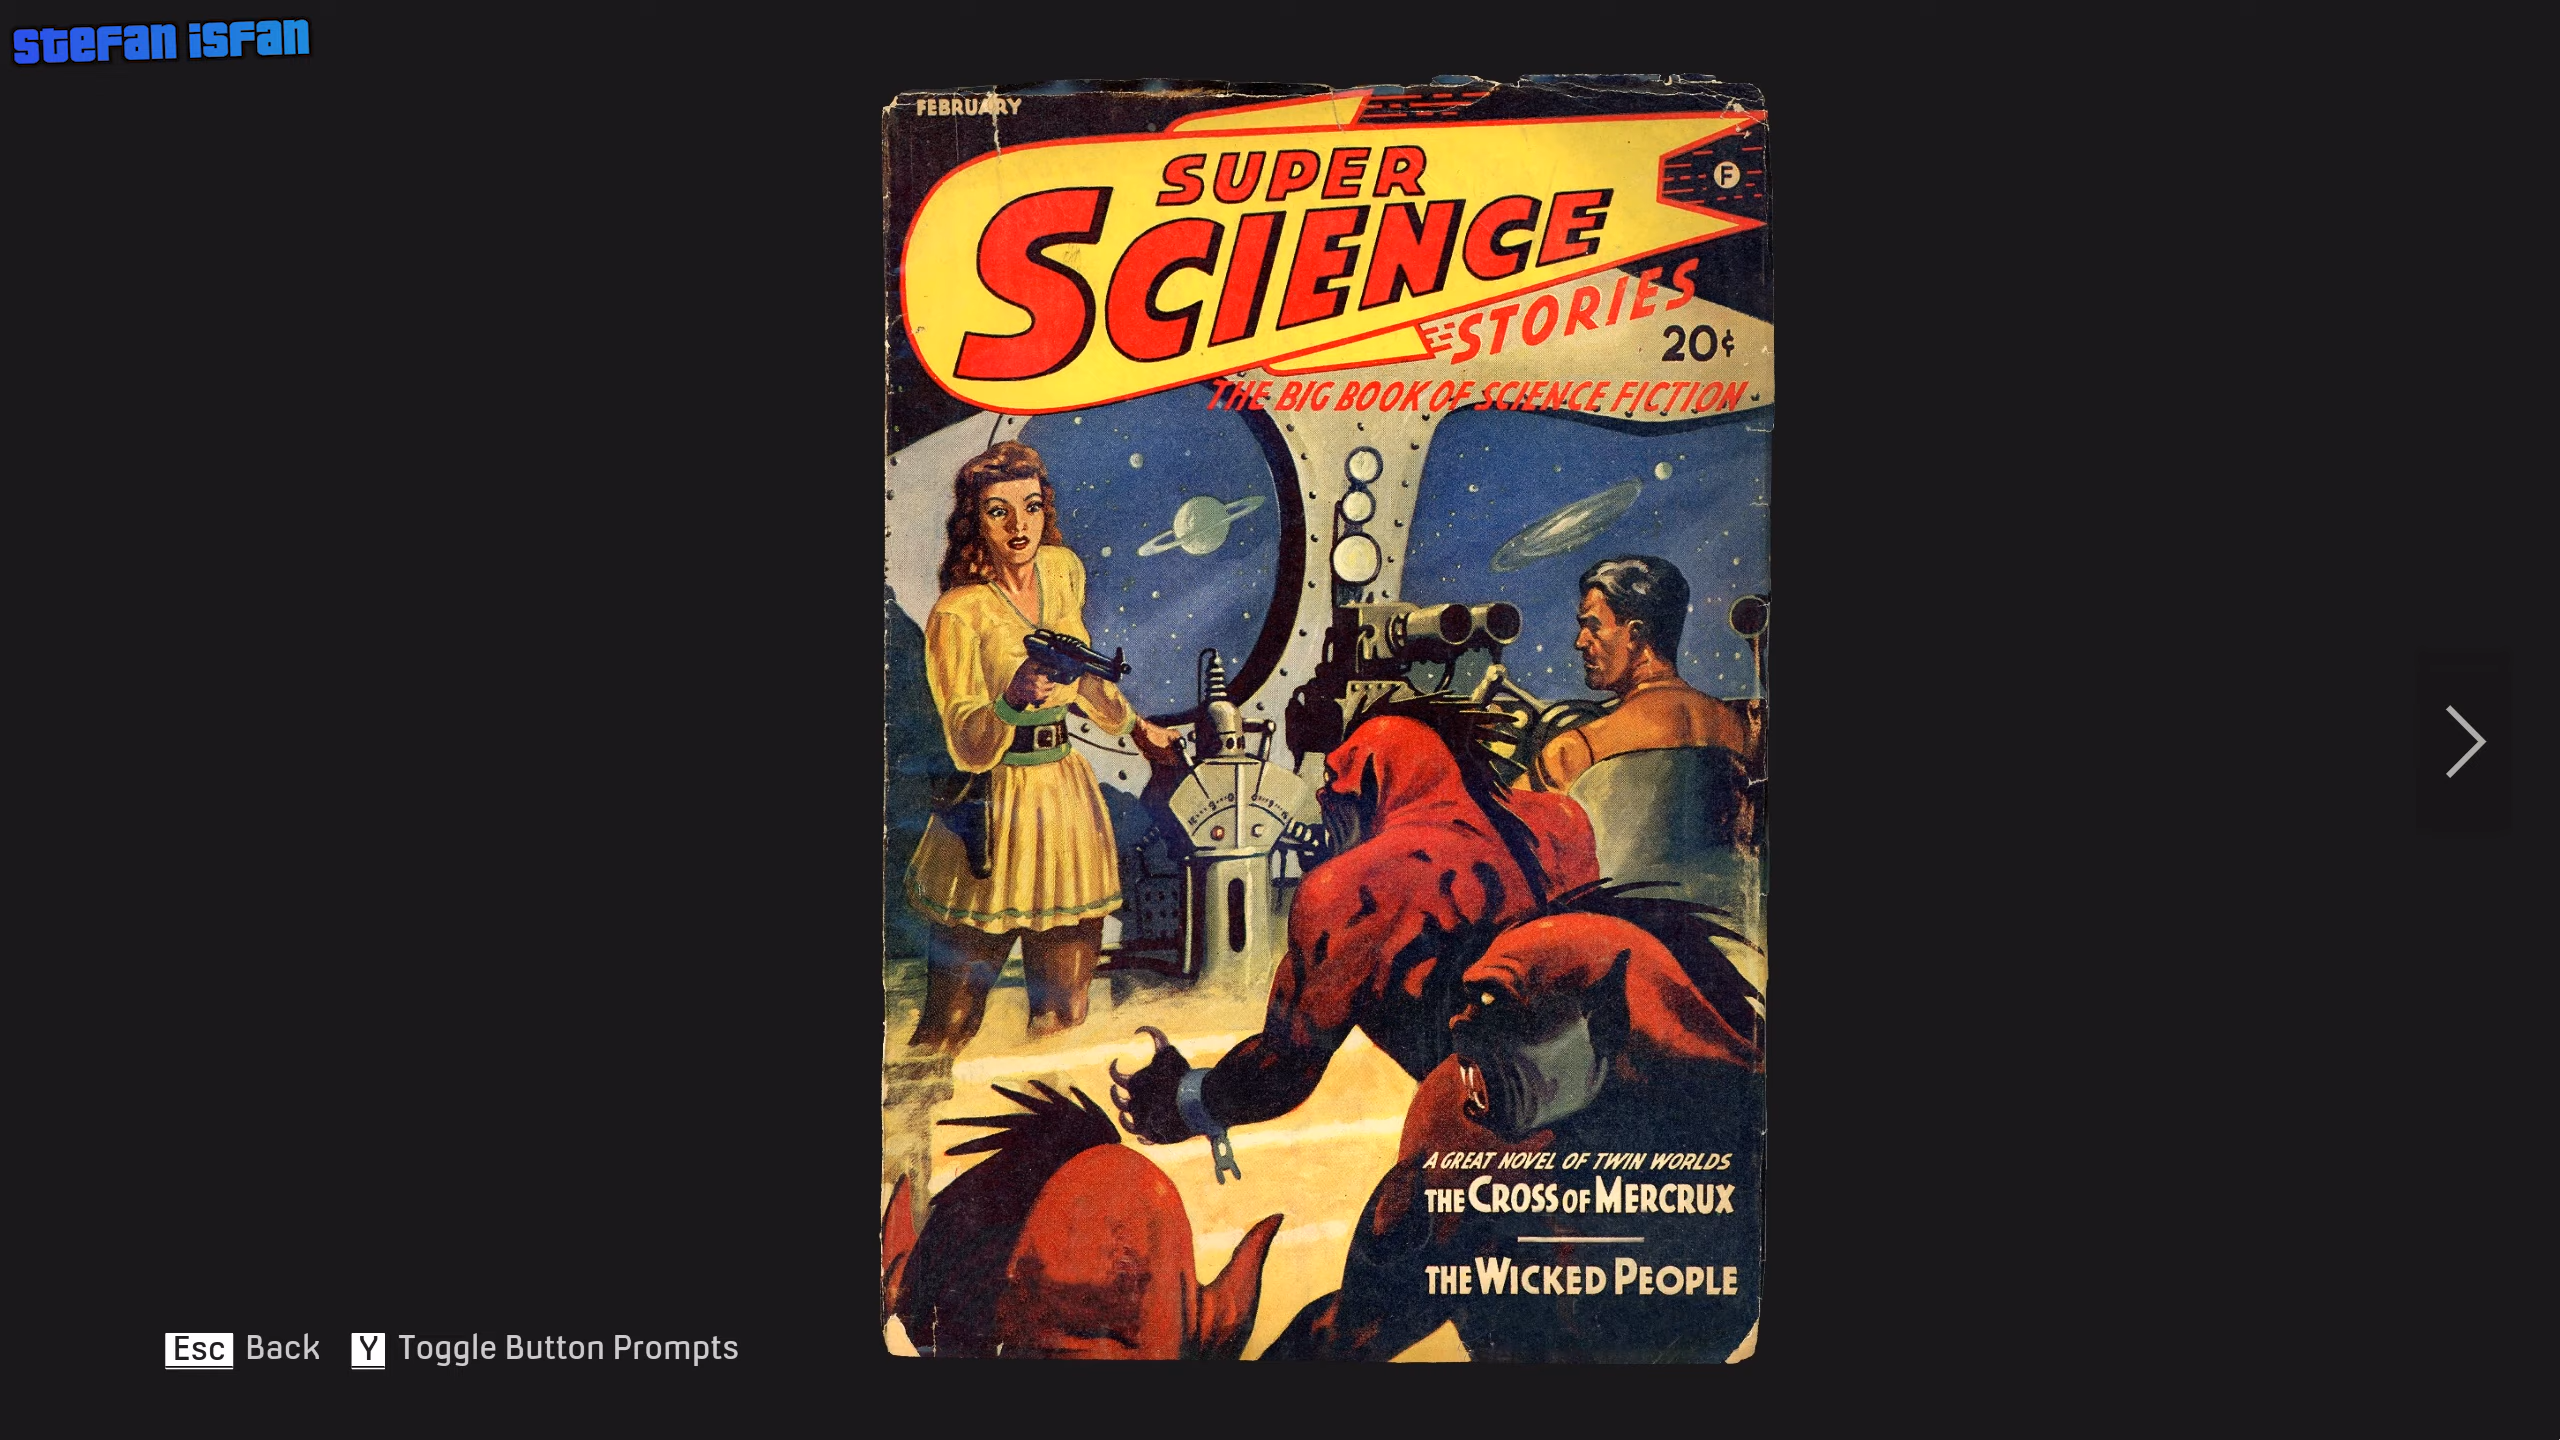 STEFAN ISFAN
FEBRUARY
SUPER
SCIENCE
F
STORIES
20¢
THE BIG BOOK OF SCIENCE FICTION
A GREAT NOVEL OF TWIN WORLDS
THE CROSS OF MERCRUX
THE WICKED PEOPLE
Esc Back Y Toggle Button Prompts